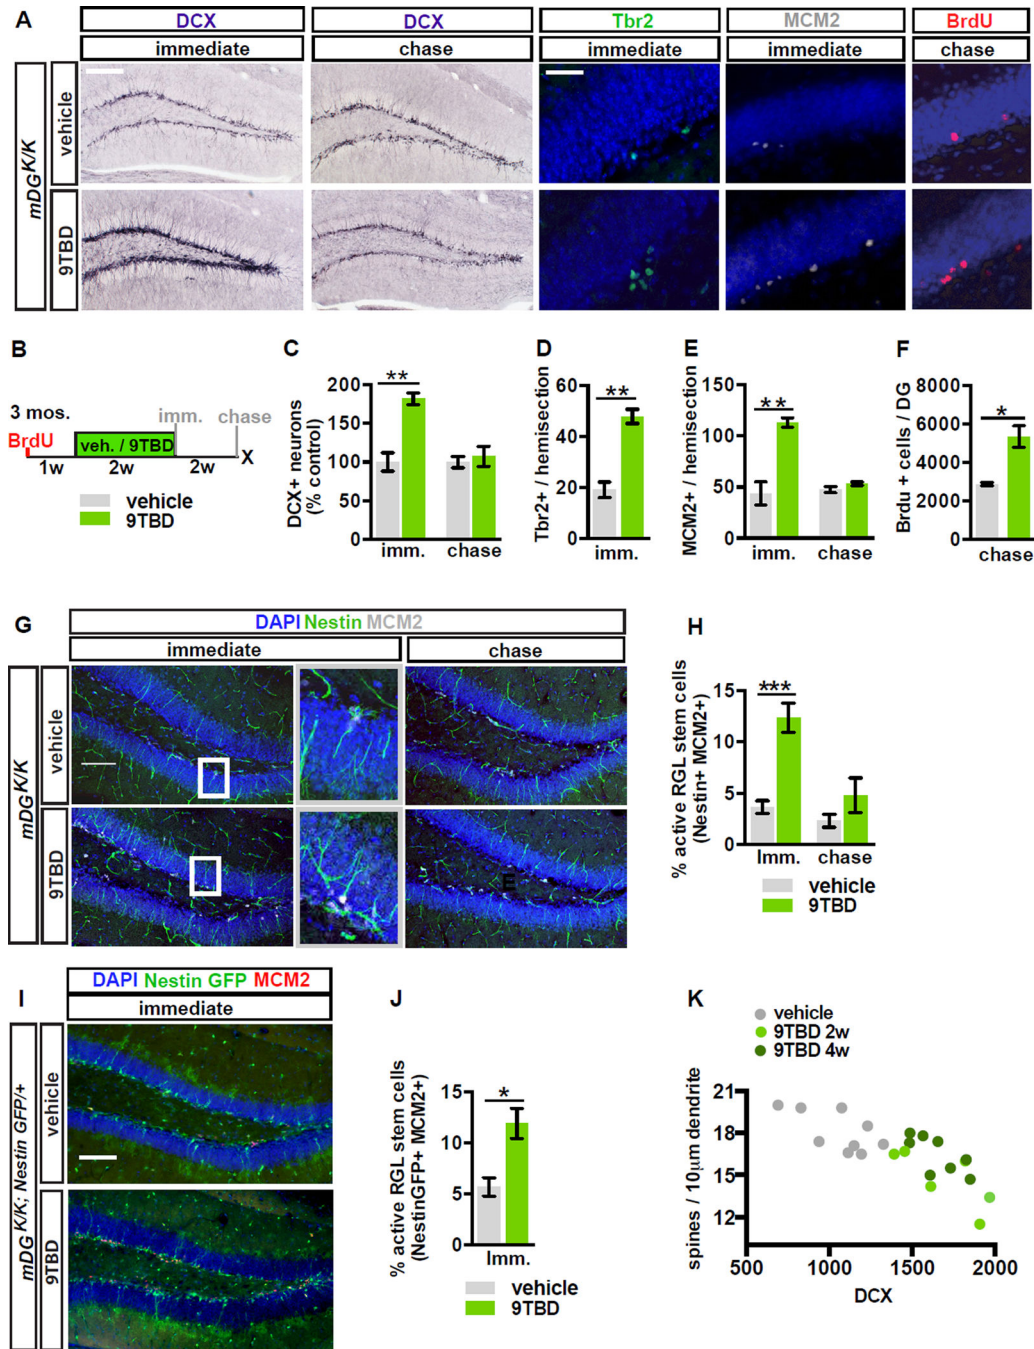 A
DCX DCX Tbr2 MCM2 BrdU
immediate chase immediate immediate chase
mDG K/K
vehicle
9TBD
B
3 mos.
BrdU
veh. / 9TBD
imm.
chase
1w 2w 2w X
vehicle
9TBD
C
DCX+ neurons
(% control)
200
150
100
50
0
**
imm. chase
D
Tbr2+ / hemisection
60
40
20
0
**
imm.
E
MCM2+ / hemisection
150
100
50
0
**
imm. chase
F
Brdu + cells / DG
8000
6000
4000
2000
0
*
chase
G
DAPI Nestin MCM2
immediate chase
mDG K/K
vehicle
9TBD
E
H
% active RGL stem cells
(Nestin+ MCM2+)
15
10
5
0
***
Imm. chase
vehicle
9TBD
I
DAPI Nestin GFP MCM2
immediate
mDG K/K; Nestin GFP/+
vehicle
9TBD
J
% active RGL stem cells
(NestinGFP+ MCM2+)
15
10
5
0
*
Imm.
vehicle
9TBD
K
vehicle
9TBD 2w
9TBD 4w
spines / 10μm dendrite
21
18
15
12
500 1000 1500 2000
DCX